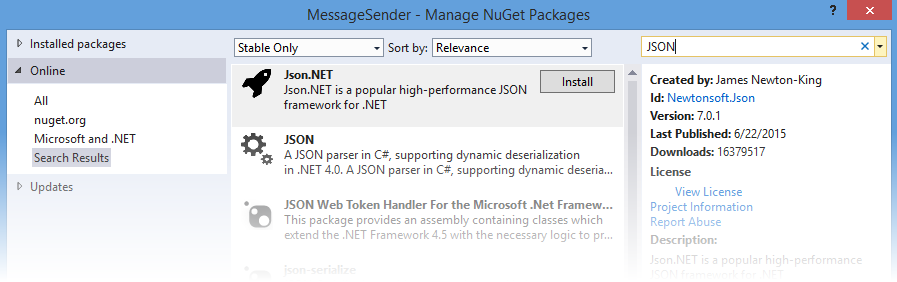 MessageSender - Manage NuGet Packages
?
Installed packages
Online
All
nuget.org
Microsoft and .NET
Search Results
Updates
Stable Only
Sort by:
Relevance
Json.NET
Json.NET is a popular high-performance JSON
framework for .NET
Install
JSON
A JSON parser in C#, supporting dynamic deserialization
in .NET 4.0. A JSON parser in C#, supporting dynamic deseria...
JSON Web Token Handler For the Microsoft .Net Framew...
This package provides an assembly containing classes which
extend the .NET Framework 4.5 with the necessary logic to pr...
json-serialize
JSON
Created by: James Newton-King
Id: Newtonsoft.Json
Version: 7.0.1
Last Published: 6/22/2015
Downloads: 16379517
License
View License
Project Information
Report Abuse
Description:
Json.NET is a popular high-performance
JSON framework for .NET